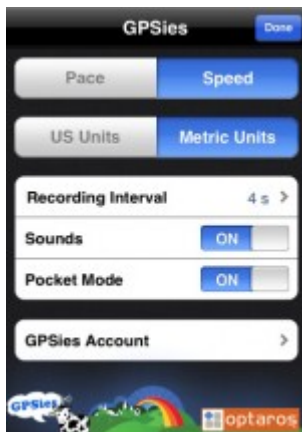 GPSies Done
Pace Speed
US Units Metric Units
Recording Interval 4 s >
Sounds ON
Pocket Mode ON
GPSies Account >
GPSies optaros